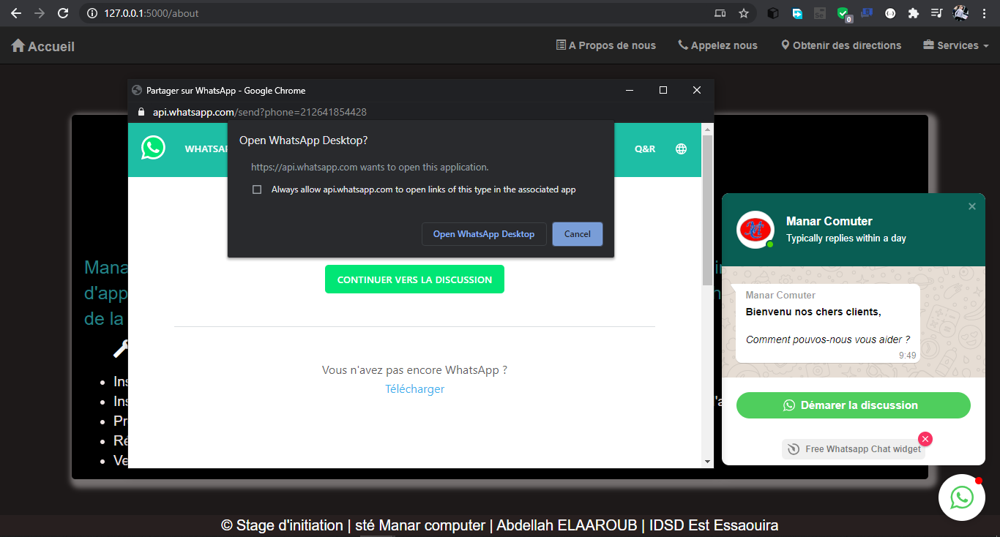 127.0.0.1:5000/about
0
Accueil
A Propos de nous
Appelez nous
Obtenir des directions
Services
Partager sur WhatsApp - Google Chrome
api.whatsapp.com/send?phone=212641854428
WHATSAP
Q&R
Open WhatsApp Desktop?
https://api.whatsapp.com wants to open this application.
Always allow api.whatsapp.com to open links of this type in the associated app
Open WhatsApp Desktop
Cancel
CONTINUER VERS LA DISCUSSION
Vous n'avez pas encore WhatsApp ?
Télécharger
Mana
d'app
de la
Ins
Ins
Pr
Ré
Ve
Manar Comuter
Typically replies within a day
Manar Comuter
Bienvenu nos chers clients,
Comment pouvos-nous vous aider ?
9:49
Démarer la discussion
Free Whatsapp Chat widget
© Stage d'initiation | sté Manar computer | Abdellah ELAAROUB | IDSD Est Essaouira